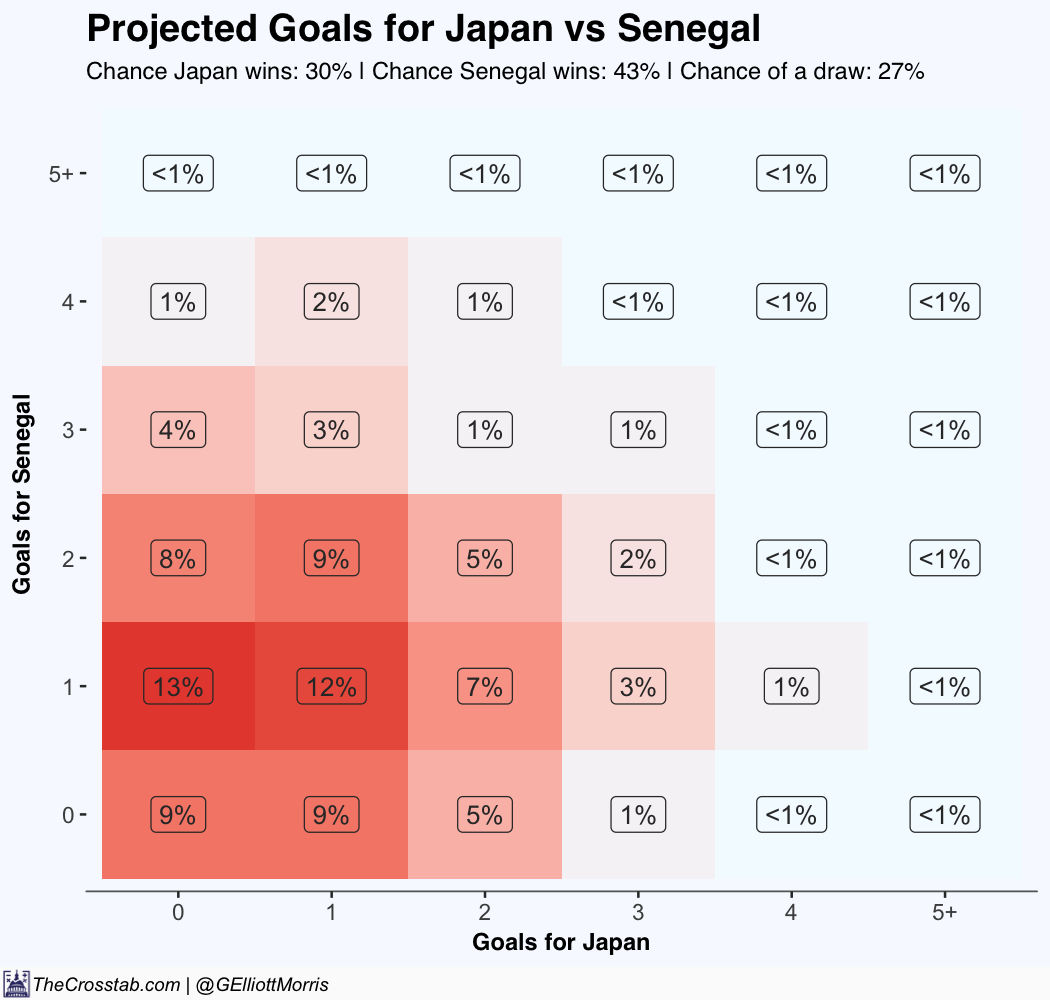 Projected Goals for Japan vs Senegal
Chance Japan wins: 30% | Chance Senegal wins: 43% | Chance of a draw: 27%
5+ <1% <1% <1% <1% <1% <1%
4 1% 2% 1% <1% <1% <1%
3 4% 3% 1% 1% <1% <1%
2 8% 9% 5% 2% <1% <1%
1 13% 12% 7% 3% 1% <1%
0 9% 9% 5% 1% <1% <1%
Goals for Senegal
0 1 2 3 4 5+
Goals for Japan
TheCrosstab.com | @GElliottMorris